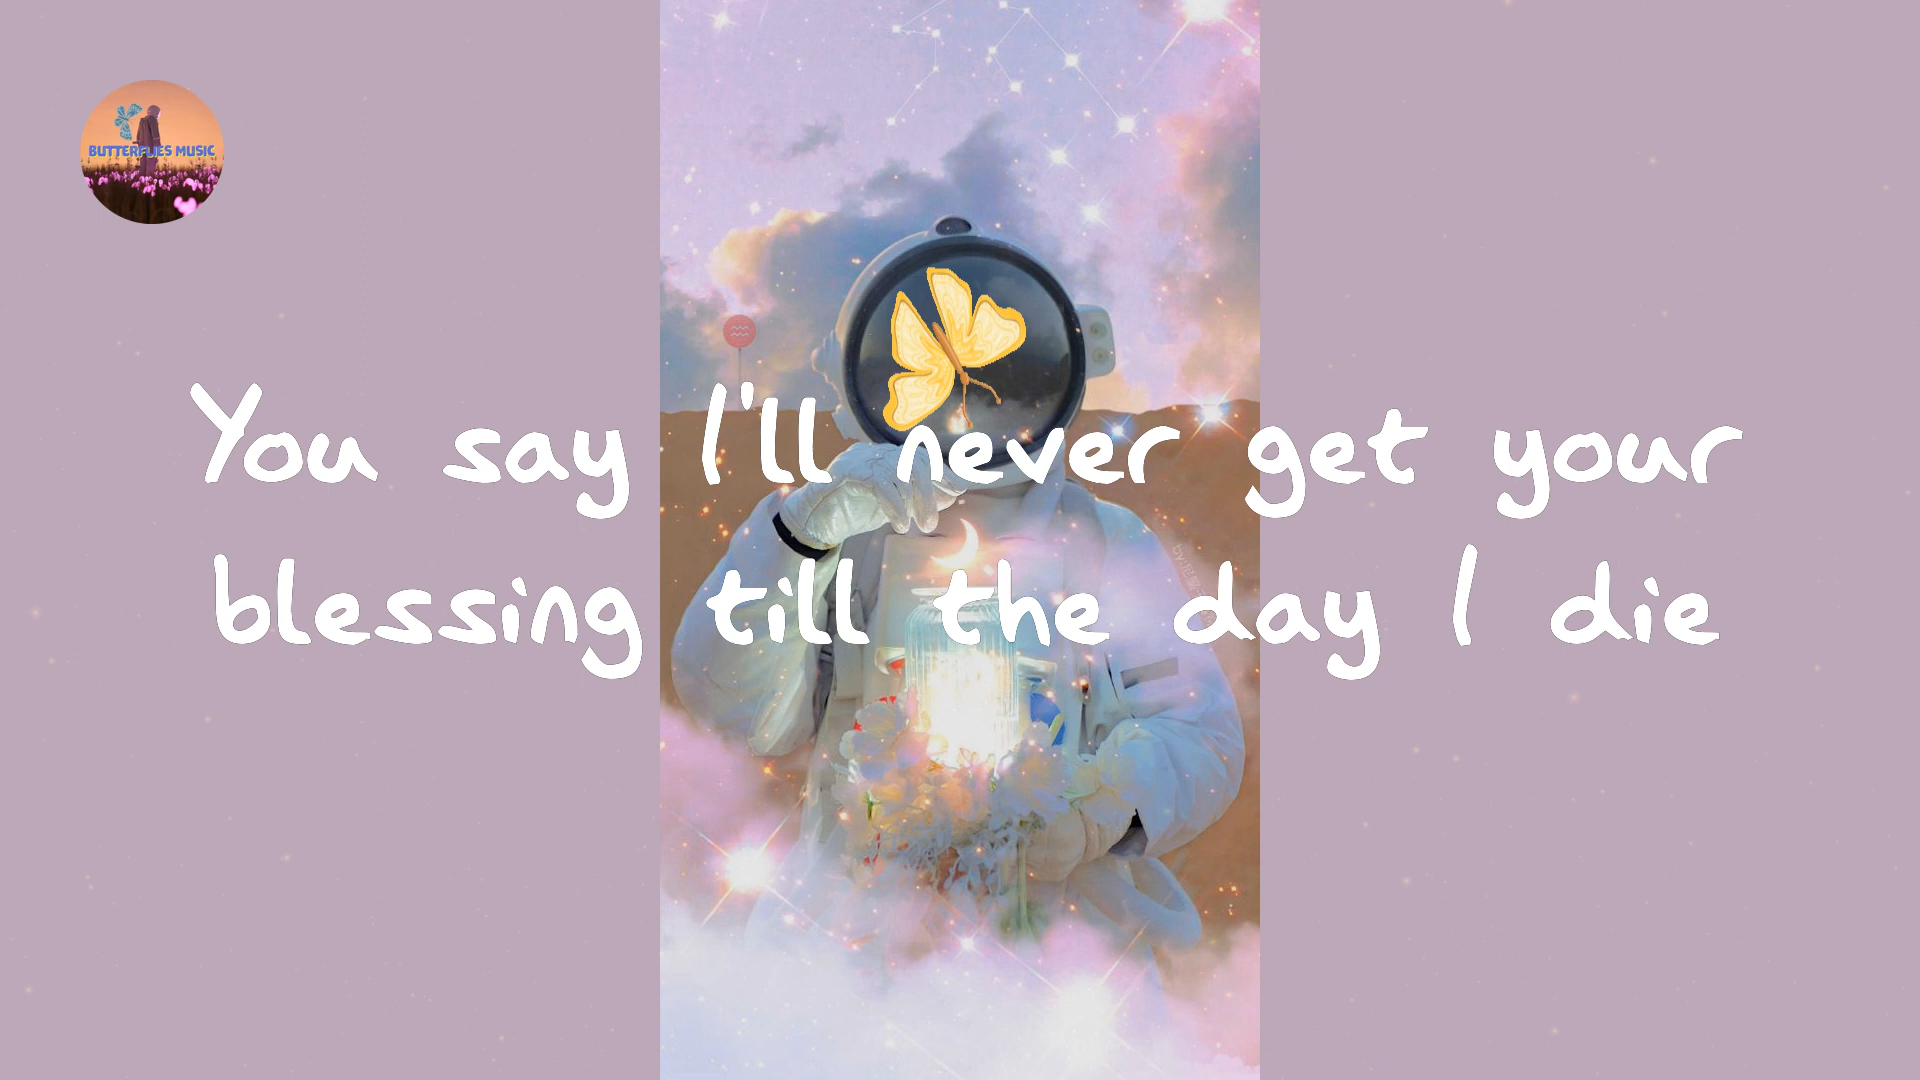 BUTTERFLIES MUSIC
You say I'll never get your
blessing till the day I die